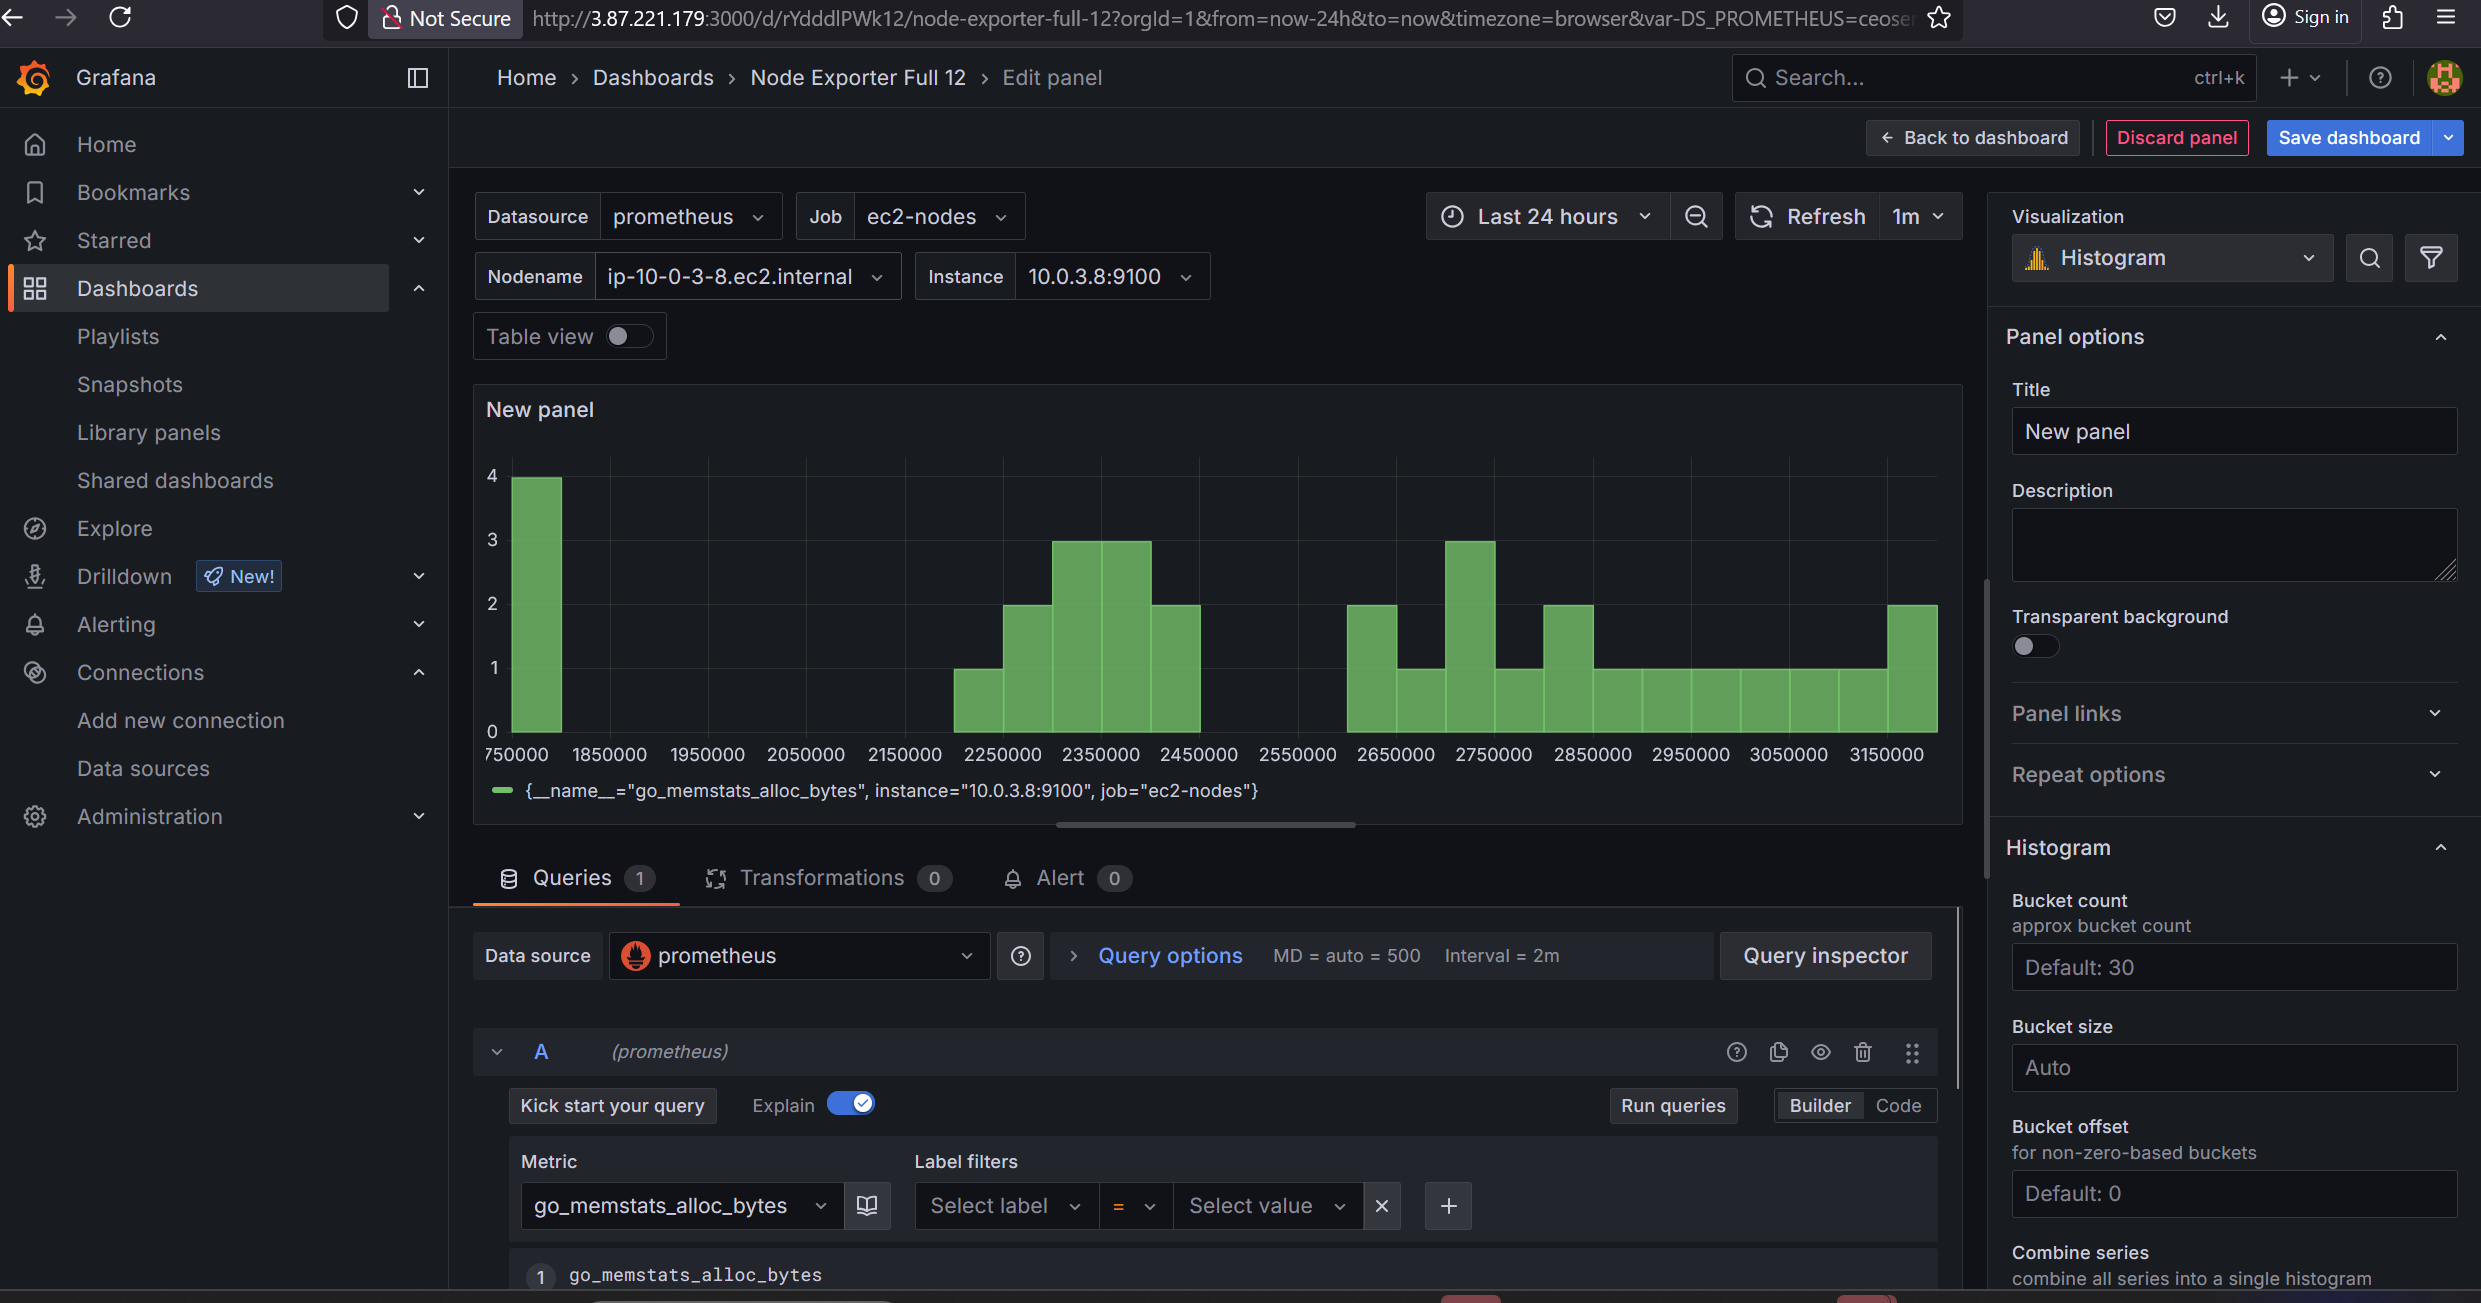 Not Secure http://3.87.221.179:3000/d/rYdddlPWk12/node-exporter-full-12?orgId=1&from=now-24h&to=now&timezone=browser&var-DS_PROMETHEUS=ceoser Sign in
Grafana
Home › Dashboards › Node Exporter Full 12 › Edit panel
Search... ctrl+k
Back to dashboard Discard panel Save dashboard
Home
Bookmarks
Starred
Dashboards
Playlists
Snapshots
Library panels
Shared dashboards
Explore
Drilldown New!
Alerting
Connections
Add new connection
Data sources
Administration
Datasource prometheus Job ec2-nodes Last 24 hours Refresh 1m
Nodename ip-10-0-3-8.ec2.internal Instance 10.0.3.8:9100
Table view
New panel
4
3
2
1
0
750000 1850000 1950000 2050000 2150000 2250000 2350000 2450000 2550000 2650000 2750000 2850000 2950000 3050000 3150000
{__name__="go_memstats_alloc_bytes", instance="10.0.3.8:9100", job="ec2-nodes"}
Queries 1 Transformations 0 Alert 0
Data source prometheus Query options MD = auto = 500 Interval = 2m Query inspector
A (prometheus)
Kick start your query Explain Run queries Builder Code
Metric Label filters
go_memstats_alloc_bytes Select label = Select value
1 go_memstats_alloc_bytes
Visualization
Histogram
Panel options
Title
New panel
Description
Transparent background
Panel links
Repeat options
Histogram
Bucket count
approx bucket count
Default: 30
Bucket size
Auto
Bucket offset
for non-zero-based buckets
Default: 0
Combine series
combine all series into a single histogram